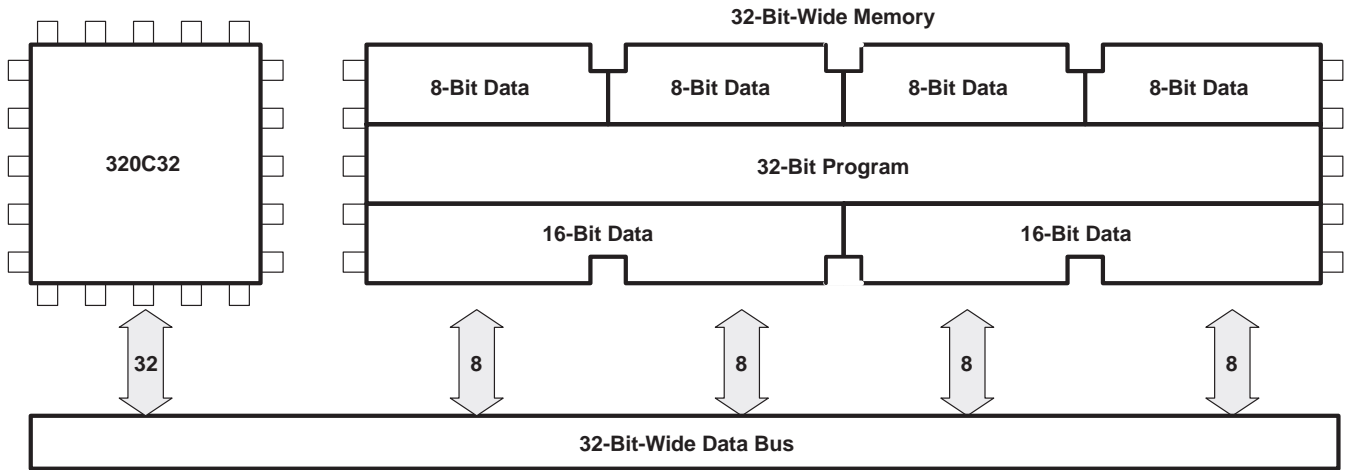 32-Bit-Wide Memory
8-Bit Data 8-Bit Data 8-Bit Data 8-Bit Data
320C32 32-Bit Program
16-Bit Data 16-Bit Data
32 8 8 8 8
32-Bit-Wide Data Bus